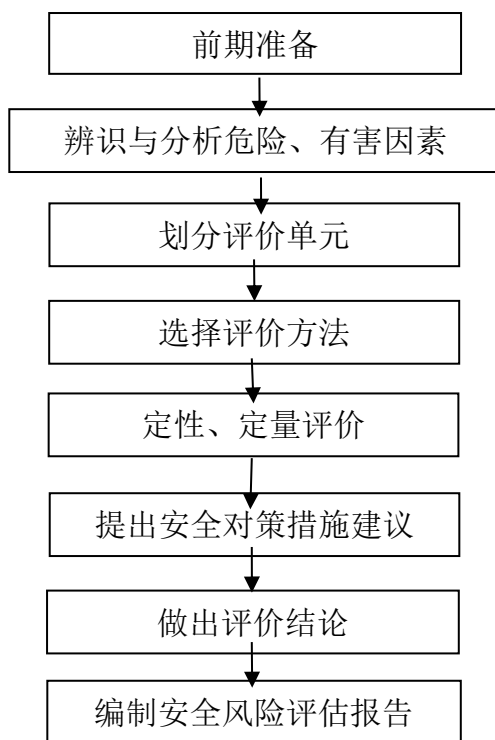 前期准备
辨识与分析危险、有害因素
划分评价单元
选择评价方法
定性、定量评价
提出安全对策措施建议
做出评价结论
编制安全风险评估报告